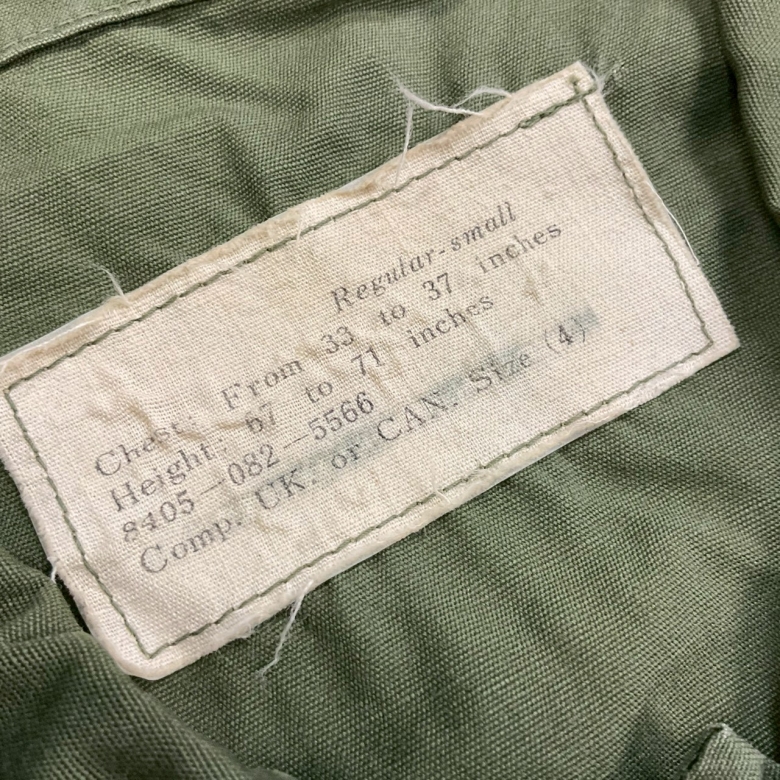 Regular-small
Chest: From 33 to 37 inches
Height: 67 to 71 inches
8405-082-5566
Comp. UK. or CAN. Size (4)